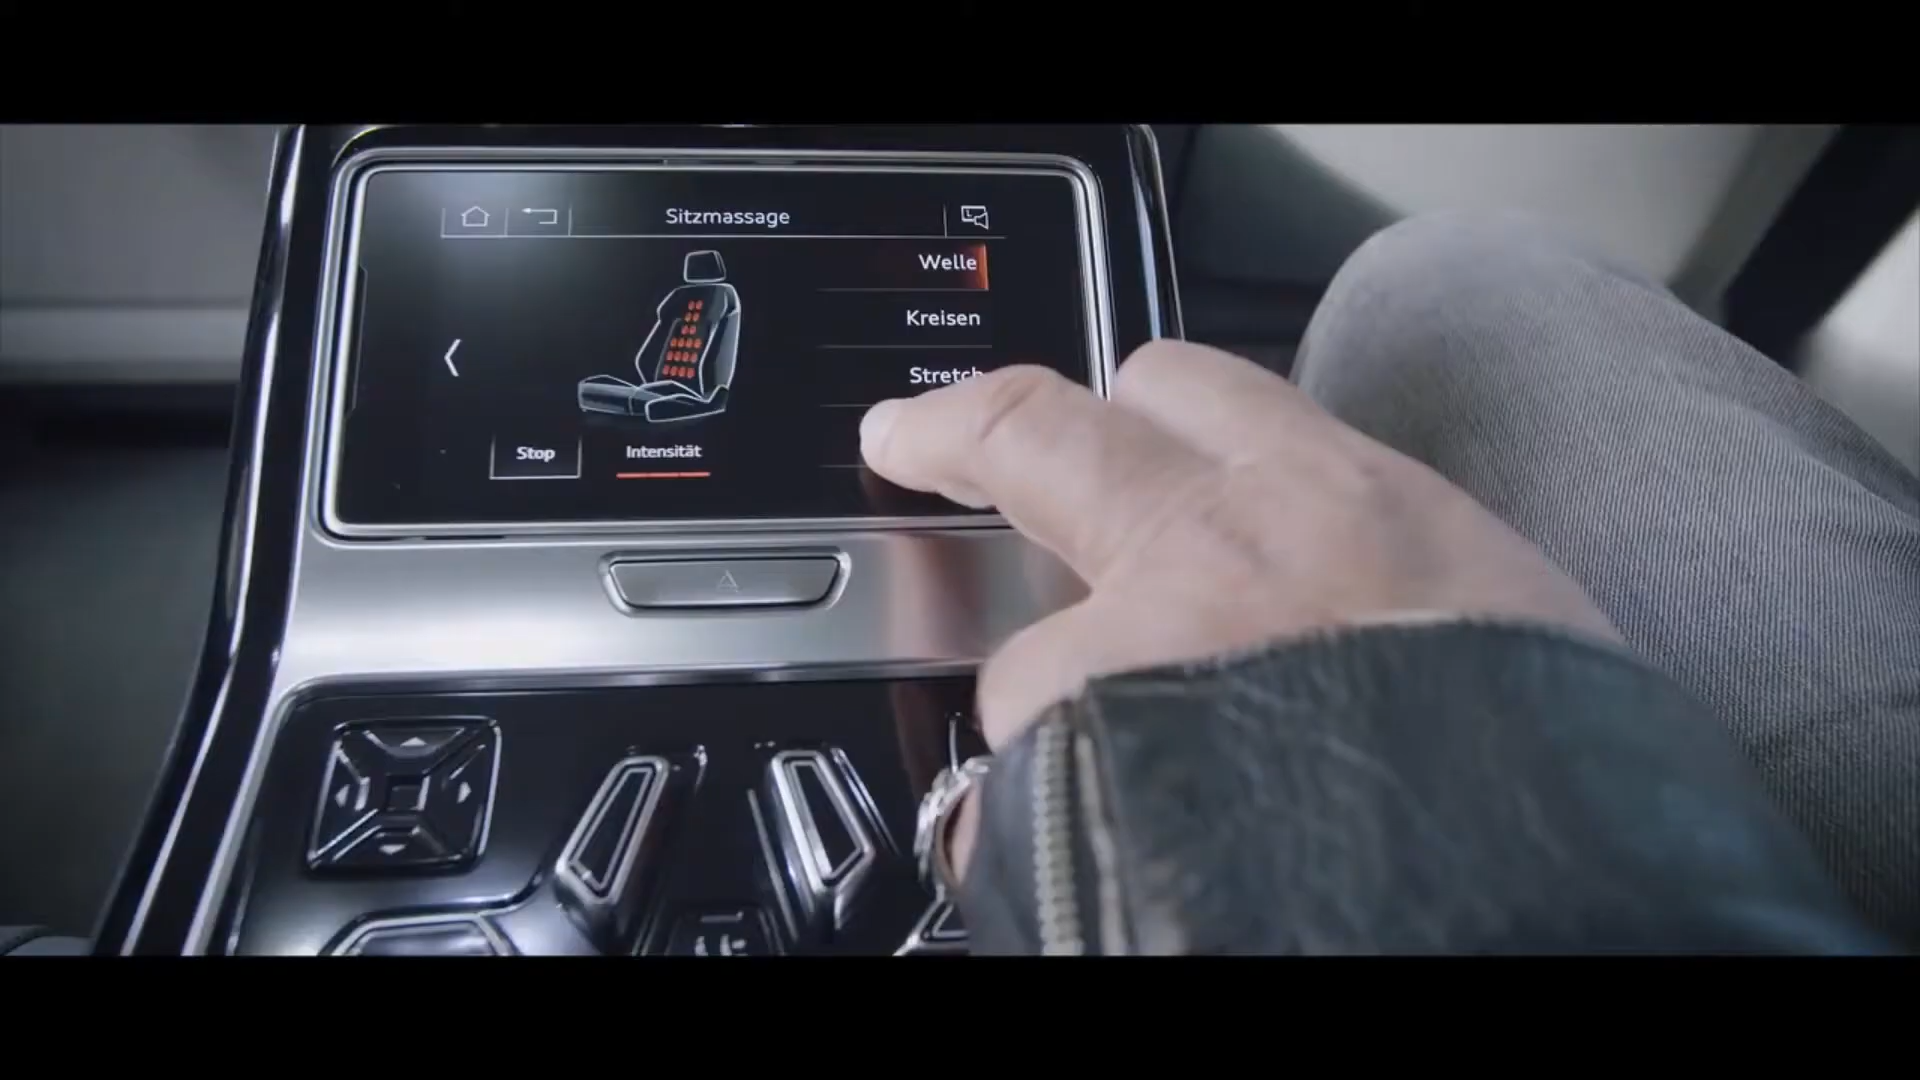 Sitzmassage
Welle
Kreisen
Stretch
Stop
Intensität